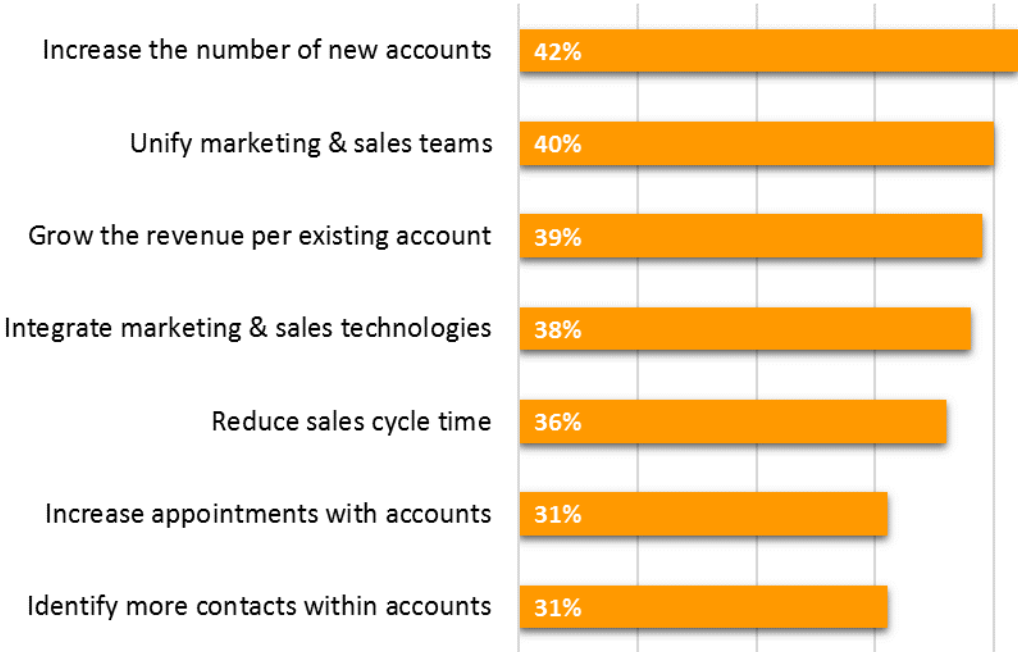 Increase the number of new accounts 42%
Unify marketing & sales teams 40%
Grow the revenue per existing account 39%
Integrate marketing & sales technologies 38%
Reduce sales cycle time 36%
Increase appointments with accounts 31%
Identify more contacts within accounts 31%